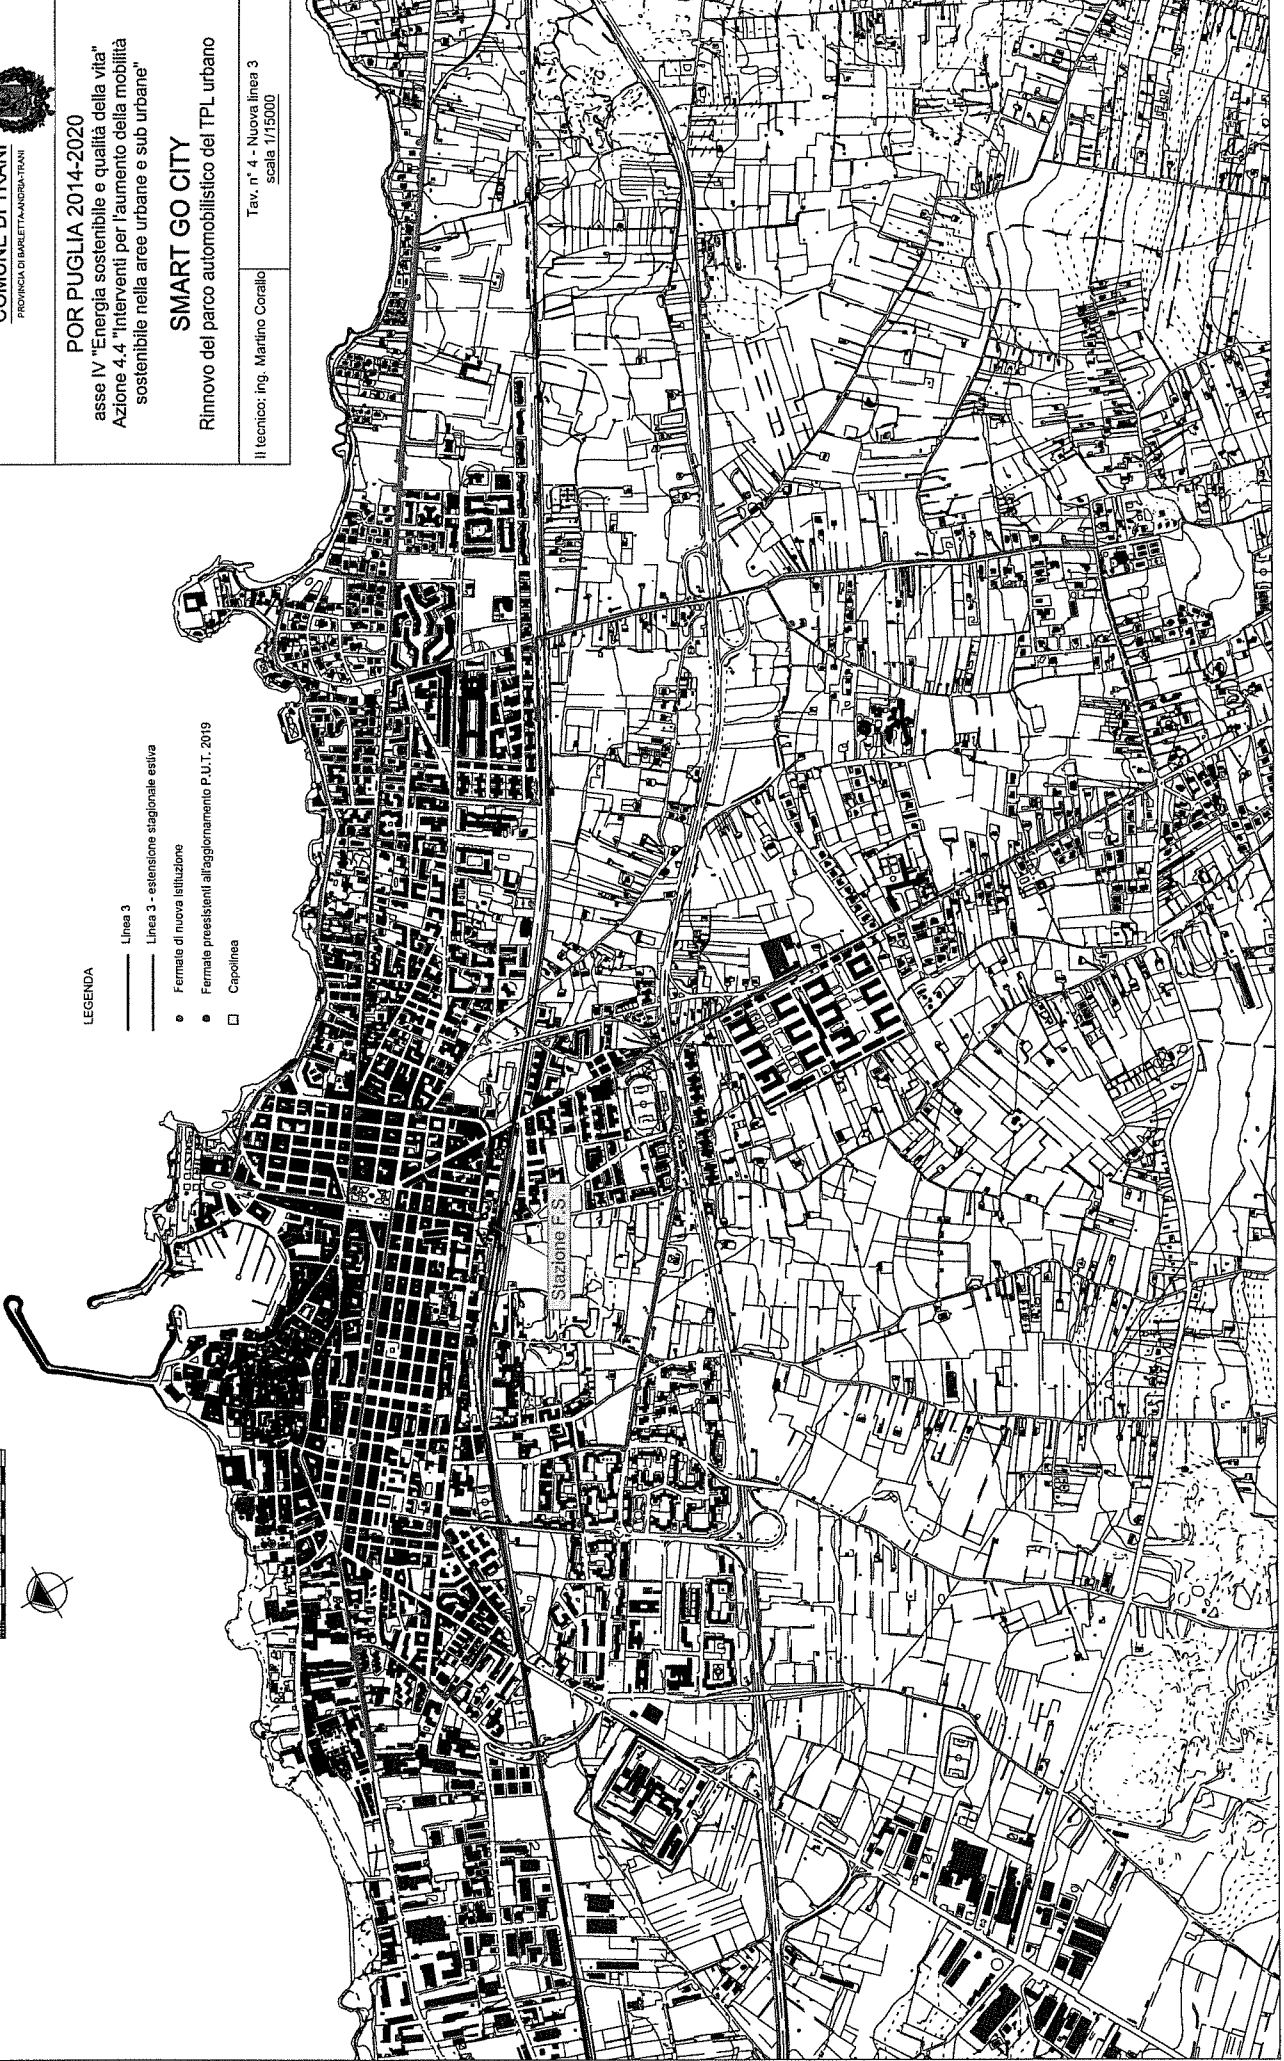 COMUNE DI TRANI
PROVINCIA DI BARLETTA-ANDRIA-TRANI
POR PUGLIA 2014-2020
asse IV "Energia sostenibile e qualità della vita"
Azione 4.4 "Interventi per l'aumento della mobilità
sostenibile nella aree urbane e sub urbane"
SMART GO CITY
Rinnovo del parco automobilistico del TPL urbano
Il tecnico: ing. Martino Corallo
Tav. n° 4 - Nuova linea 3
scala 1/15000
LEGENDA
Linea 3
Linea 3 - estensione stagionale estiva
Fermate di nuova istituzione
Fermate preesistenti all'aggiornamento P.U.T. 2019
Capolinea
Stazione F.S.